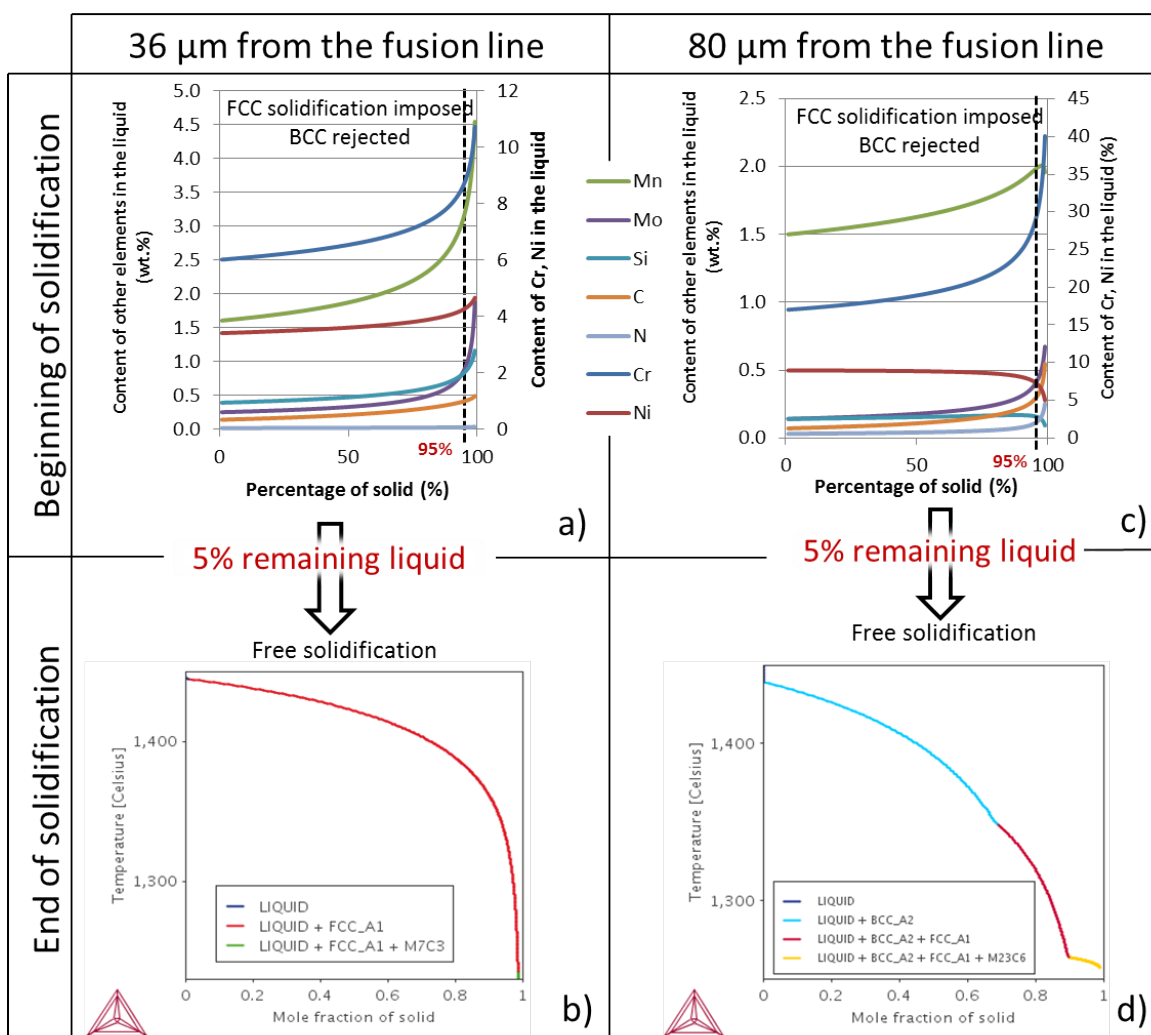 36 µm from the fusion line
80 µm from the fusion line
Beginning of solidification
Content of other elements in the liquid
(wt.%)
5.0
4.5
4.0
3.5
3.0
2.5
2.0
1.5
1.0
0.5
0.0
FCC solidification imposed
BCC rejected
12
10
8
6
4
2
0
Content of Cr, Ni in the liquid
0
50
95%
100
Percentage of solid (%)
a)
Mn
Mo
Si
C
N
Cr
Ni
Content of other elements in the liquid
(wt.%)
2.5
2.0
1.5
1.0
0.5
0.0
FCC solidification imposed
BCC rejected
45
40
35
30
25
20
15
10
5
0
Content of Cr, Ni in the liquid (%)
0
50
95%
100
Percentage of solid (%)
c)
5% remaining liquid
5% remaining liquid
End of solidification
Free solidification
Temperature [Celsius]
1,400
1,300
LIQUID
LIQUID + FCC_A1
LIQUID + FCC_A1 + M7C3
0
0.2
0.4
0.6
0.8
1
Mole fraction of solid
b)
Free solidification
Temperature [Celsius]
1,400
1,300
LIQUID
LIQUID + BCC_A2
LIQUID + BCC_A2 + FCC_A1
LIQUID + BCC_A2 + FCC_A1 + M23C6
0
0.2
0.4
0.6
0.8
1
Mole fraction of solid
d)